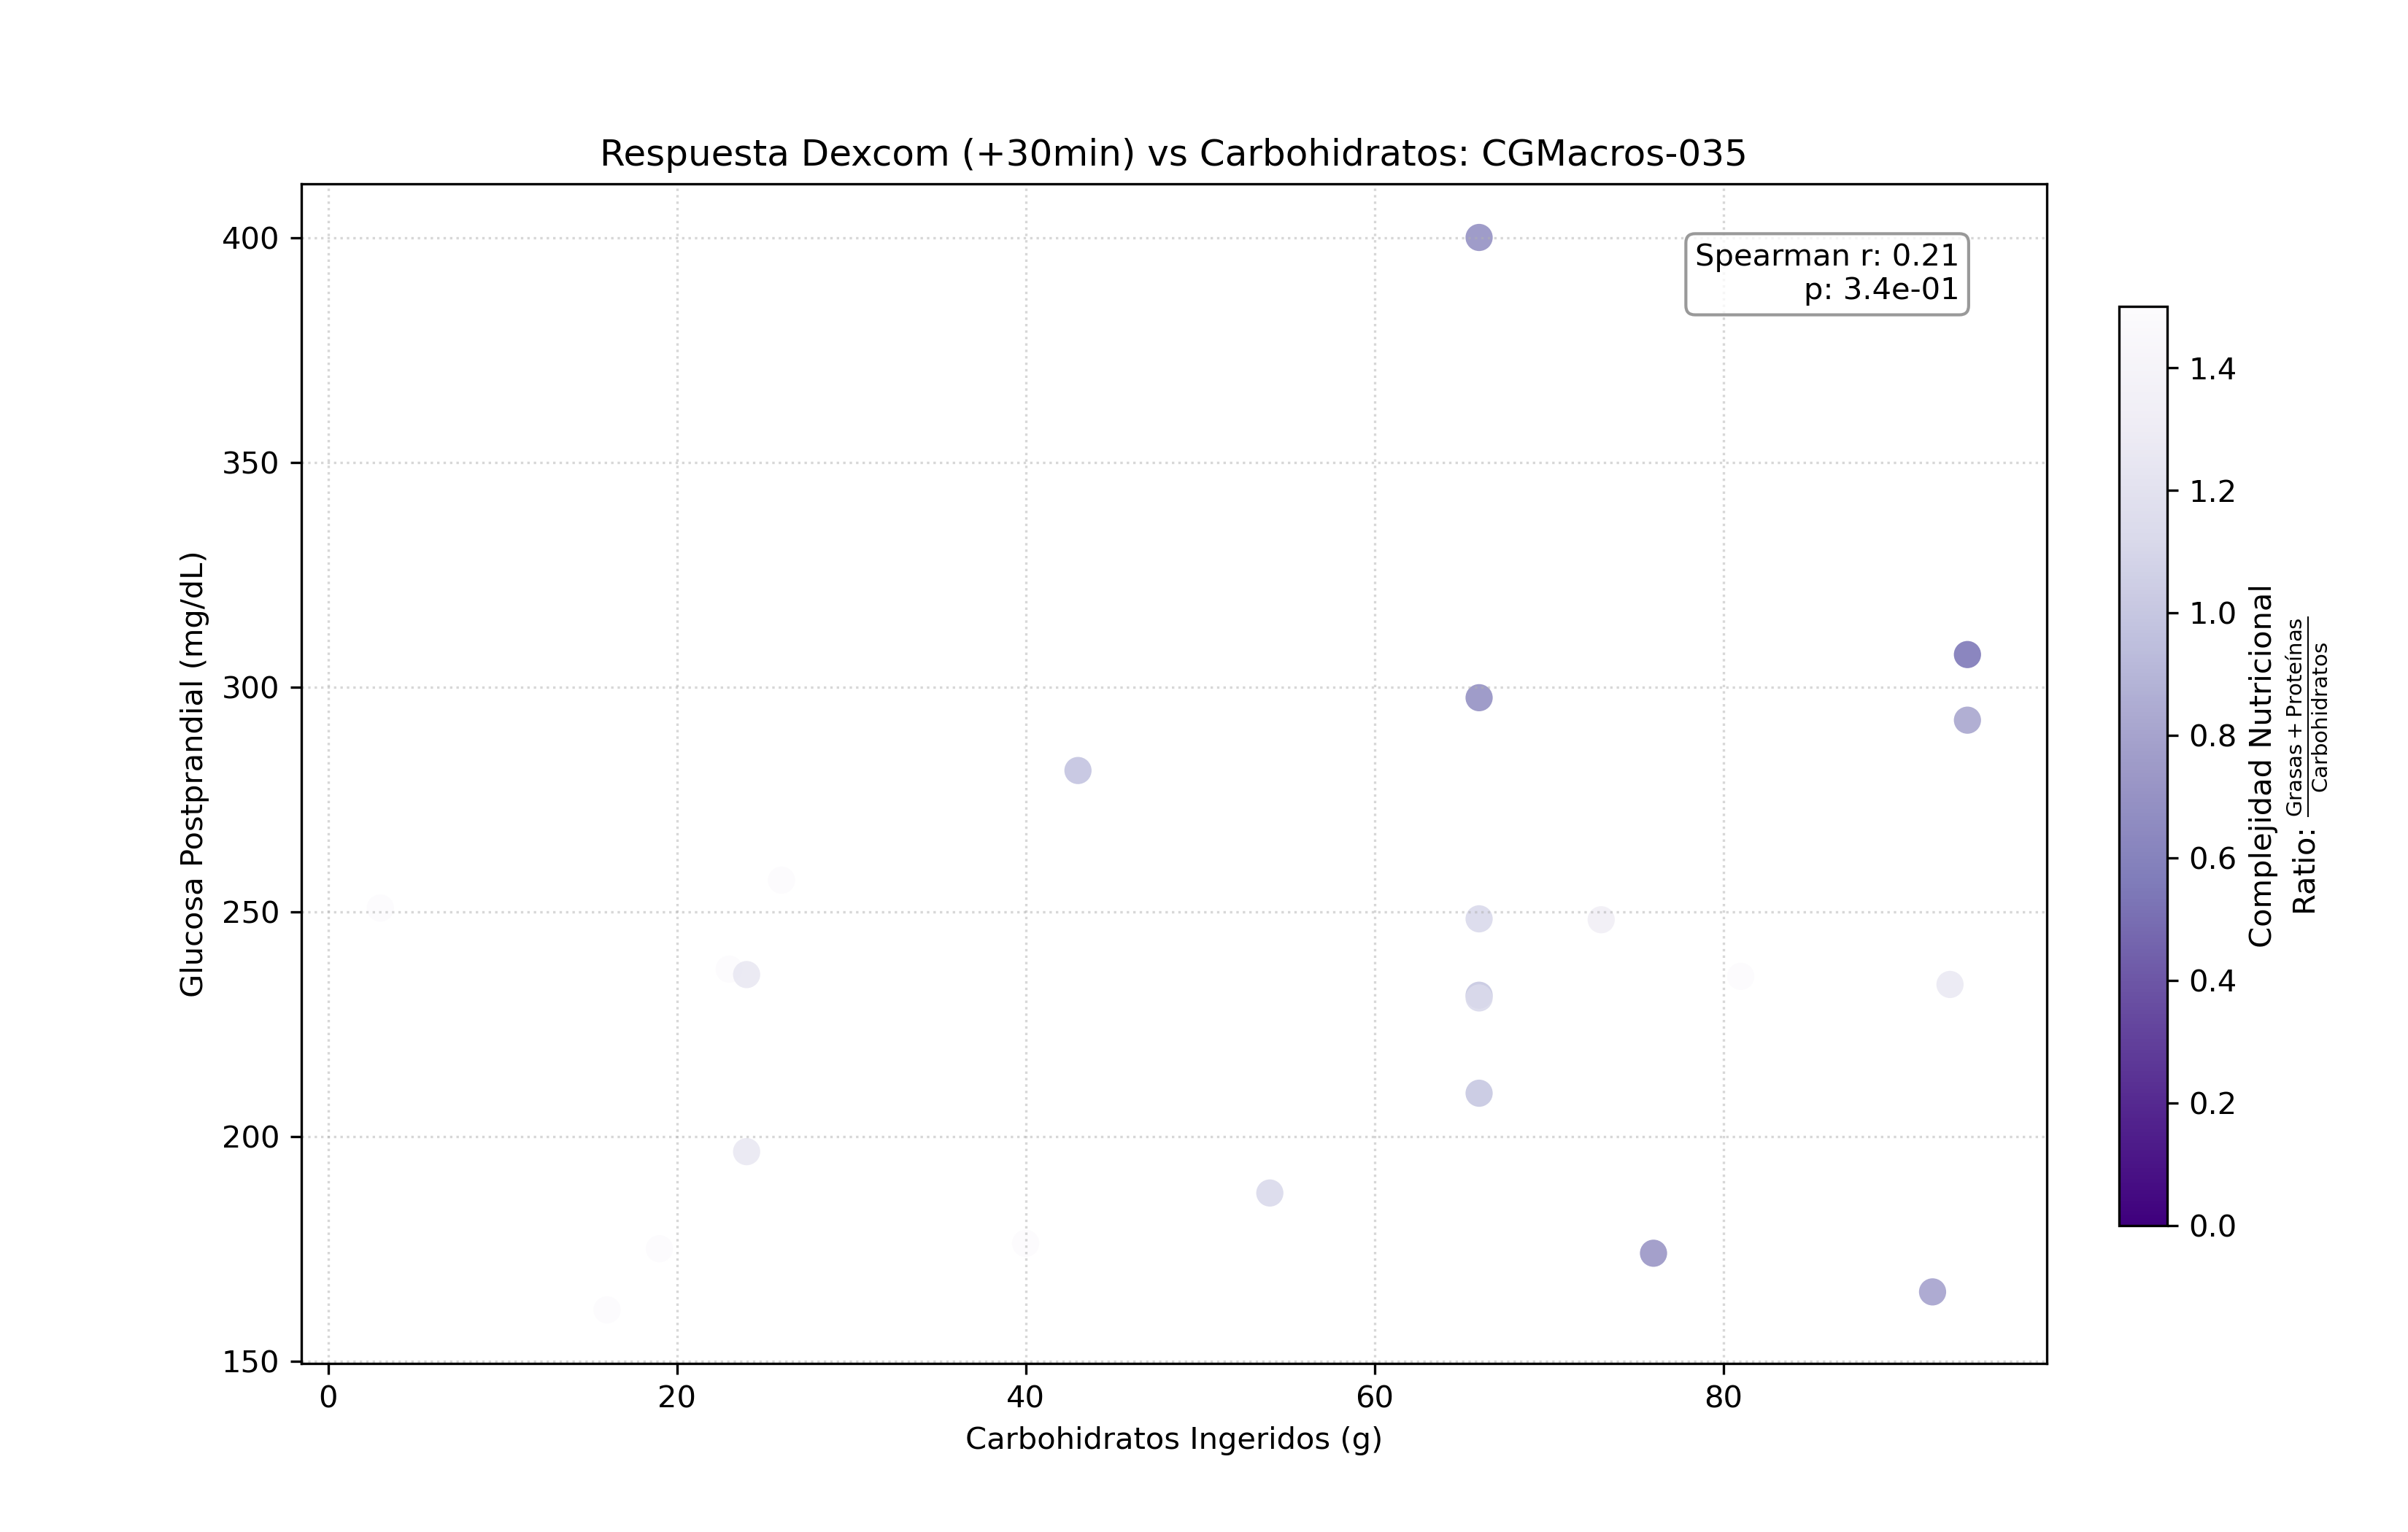 Respuesta Dexcom (+30min) vs Carbohidratos: CGMacros-035
Spearman r: 0.21
p: 3.4e-01
Glucosa Postprandial (mg/dL)
400
350
300
250
200
150
0
20
40
60
80
Carbohidratos Ingeridos (g)
1.4
1.2
1.0
0.8
0.6
0.4
0.2
0.0
Complejidad Nutricional
Ratio: Grasas + Proteínas
Carbohidratos